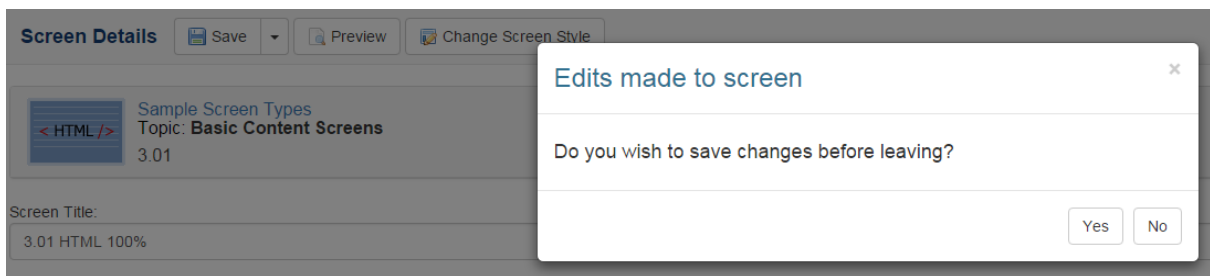 Screen Details Save Preview Change Screen Style
Edits made to screen ×
< HTML />
Sample Screen Types
Topic: Basic Content Screens
3.01
Do you wish to save changes before leaving?
Screen Title:
3.01 HTML 100%
Yes No